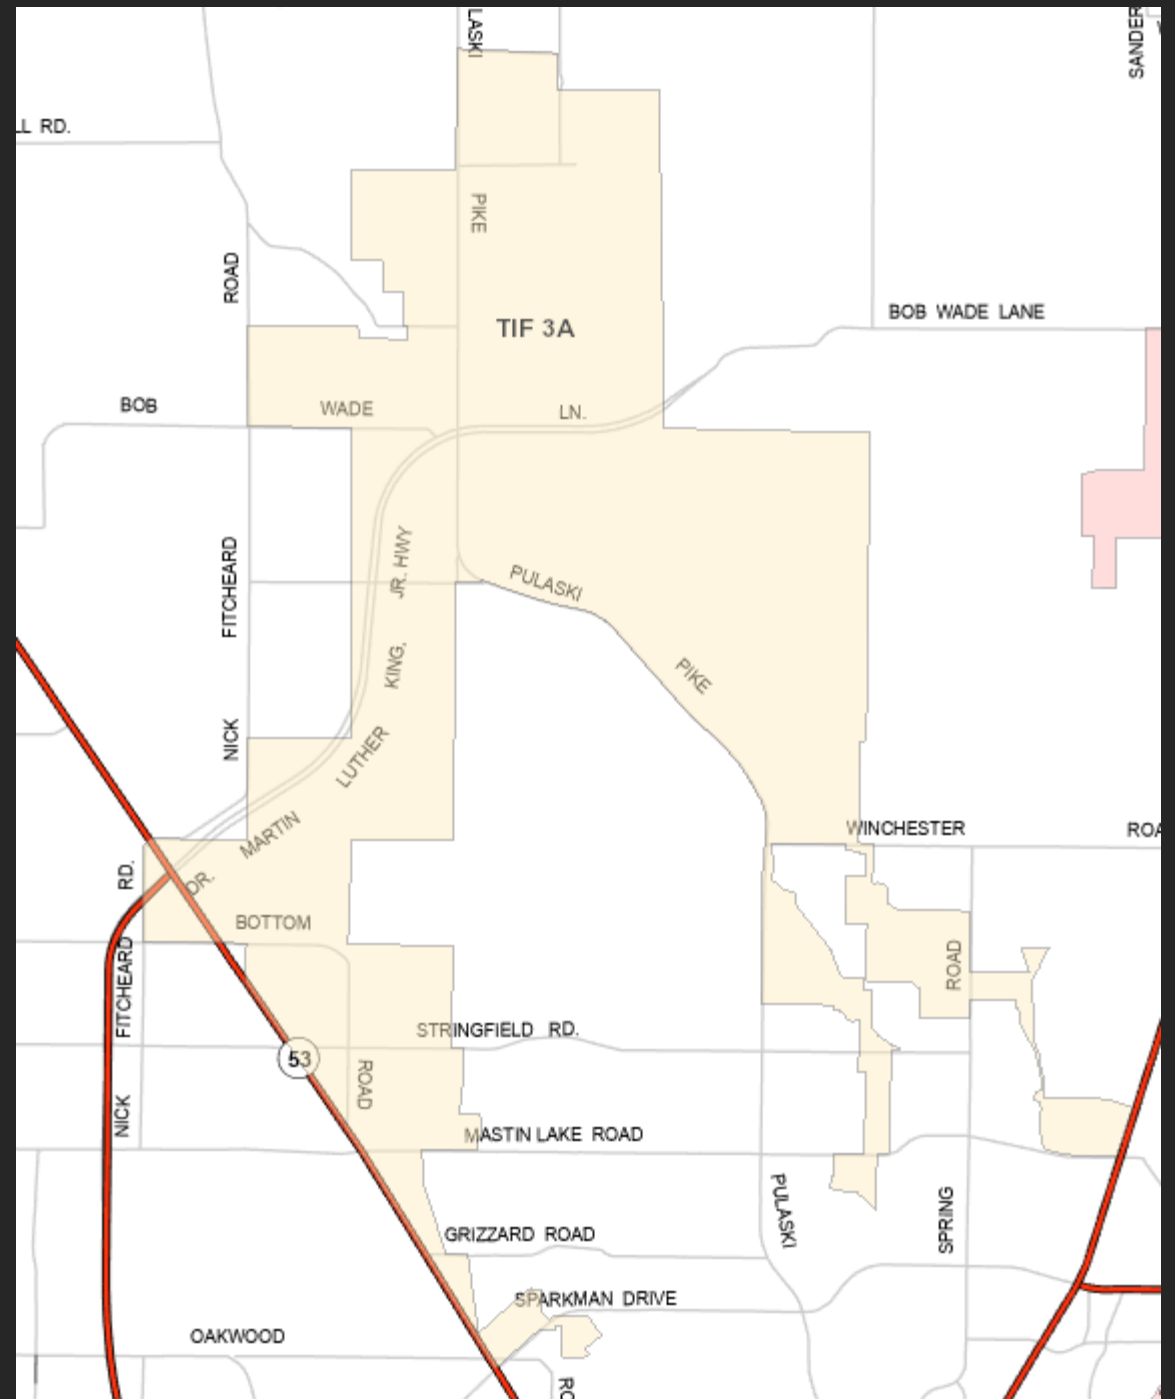 LASKI
SANDER
LL RD.
PIKE
ROAD
BOB WADE LANE
TIF 3A
BOB
WADE
LN.
FITCHEARD
JR. HWY
PULASKI
KING,
PIKE
NICK
LUTHER
MARTIN
WINCHESTER
ROA
RD.
DR.
BOTTOM
FITCHEARD
ROAD
STRINGFIELD RD.
53
ROAD
NICK
MASTIN LAKE ROAD
PULASKI
SPRING
GRIZZARD ROAD
SPARKMAN DRIVE
OAKWOOD
RO